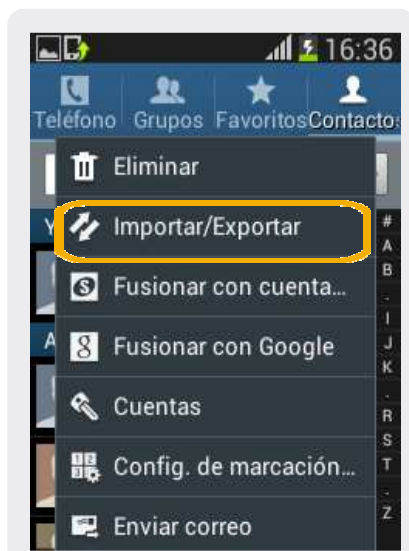 16:36
Teléfono Grupos Favoritos Contacto
Eliminar
Y
Importar/Exportar
#
A
Fusionar con cuenta...
B
.
I
A
Fusionar con Google
J
K
Cuentas
.
R
S
Config. de marcación...
T
.
Z
Enviar correo